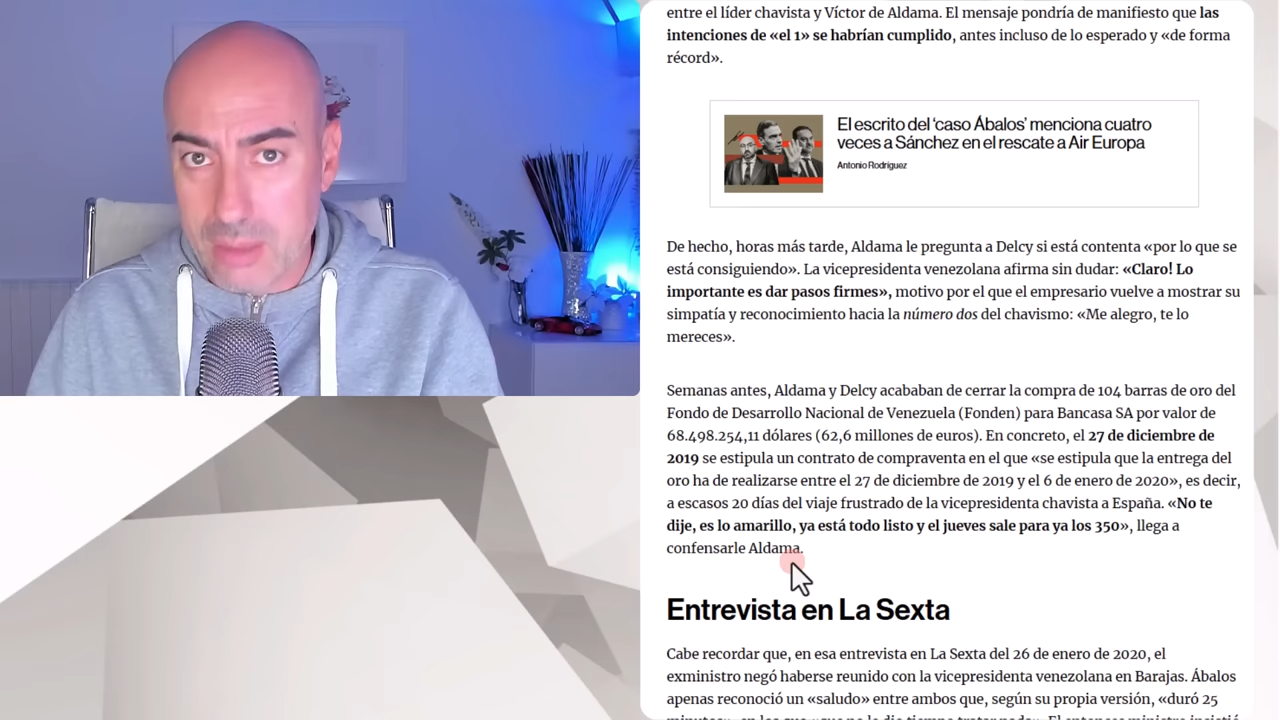 entre el líder chavista y Víctor de Aldama. El mensaje pondría de manifiesto que las
intenciones de «el 1» se habrían cumplido, antes incluso de lo esperado y «de forma
récord».
El escrito del ‘caso Ábalos’ menciona cuatro
veces a Sánchez en el rescate a Air Europa
Antonio Rodríguez
De hecho, horas más tarde, Aldama le pregunta a Delcy si está contenta «por lo que se
está consiguiendo». La vicepresidenta venezolana afirma sin dudar: «Claro! Lo
importante es dar pasos firmes», motivo por el que el empresario vuelve a mostrar su
simpatía y reconocimiento hacia la número dos del chavismo: «Me alegro, te lo
mereces».
Semanas antes, Aldama y Delcy acababan de cerrar la compra de 104 barras de oro del
Fondo de Desarrollo Nacional de Venezuela (Fonden) para Bancasa SA por valor de
68.498.254,11 dólares (62,6 millones de euros). En concreto, el 27 de diciembre de
2019 se estipula un contrato de compraventa en el que «se estipula que la entrega del
oro ha de realizarse entre el 27 de diciembre de 2019 y el 6 de enero de 2020», es decir,
a escasos 20 días del viaje frustrado de la vicepresidenta chavista a España. «No te
dije, es lo amarillo, ya está todo listo y el jueves sale para ya los 350», llega a
confensarle Aldama.
Entrevista en La Sexta
Cabe recordar que, en esa entrevista en La Sexta del 26 de enero de 2020, el
exministro negó haberse reunido con la vicepresidenta venezolana en Barajas. Ábalos
apenas reconoció un «saludo» entre ambos que, según su propia versión, «duró 25